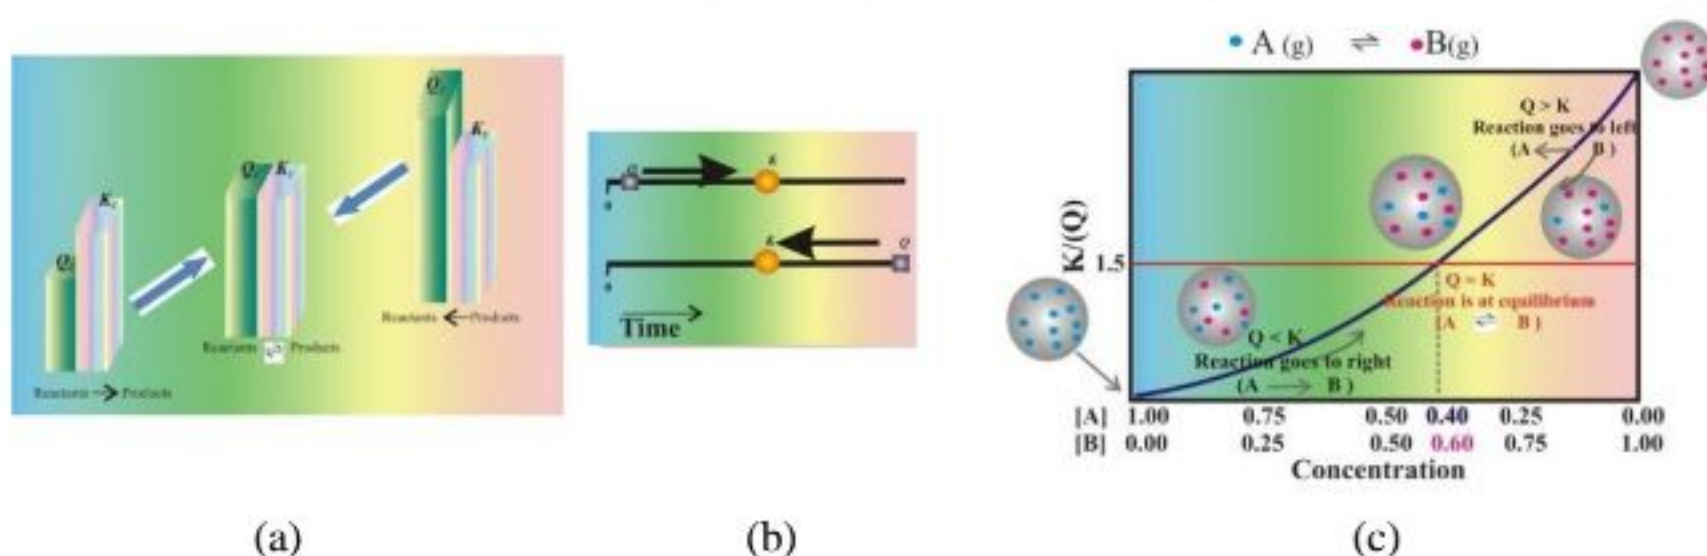 Q
K
Reactants → Products
Q
K
Reactants ⇌ Products
Q
K
Reactants ← Products
(a)
Q
K
0
K
Q
0
Time
(b)
A (g) ⇌ B(g)
K/(Q)
1.5
Q > K
Reaction goes to left
(A ← B )
Q = K
Reaction is at equilibrium
(A ⇌ B )
Q < K
Reaction goes to right
(A → B )
[A] 1.00 0.75 0.50 0.40 0.25 0.00
[B] 0.00 0.25 0.50 0.60 0.75 1.00
Concentration
(c)